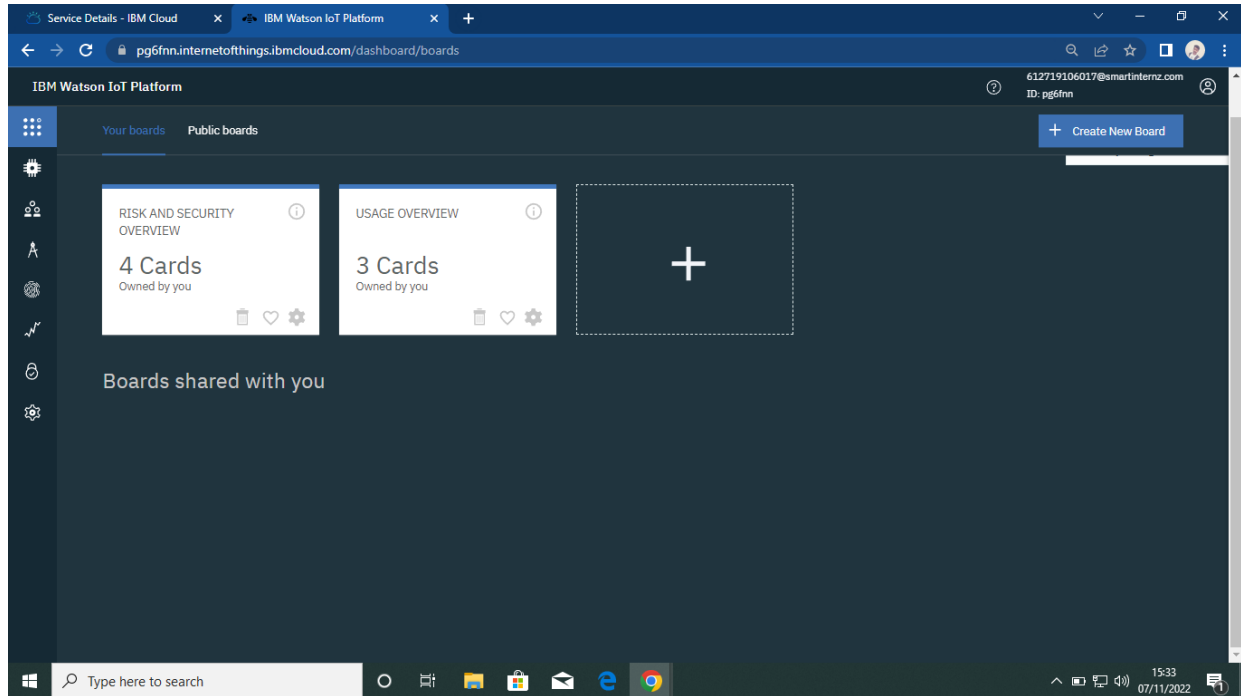 Service Details - IBM Cloud
IBM Watson IoT Platform
pg6fnn.internetofthings.ibmcloud.com/dashboard/boards
IBM Watson IoT Platform
612719106017@smartinternz.com
ID: pg6fnn
Your boards
Public boards
Create New Board
RISK AND SECURITY
OVERVIEW
4 Cards
Owned by you
USAGE OVERVIEW
3 Cards
Owned by you
Boards shared with you
Type here to search
15:33
07/11/2022
1